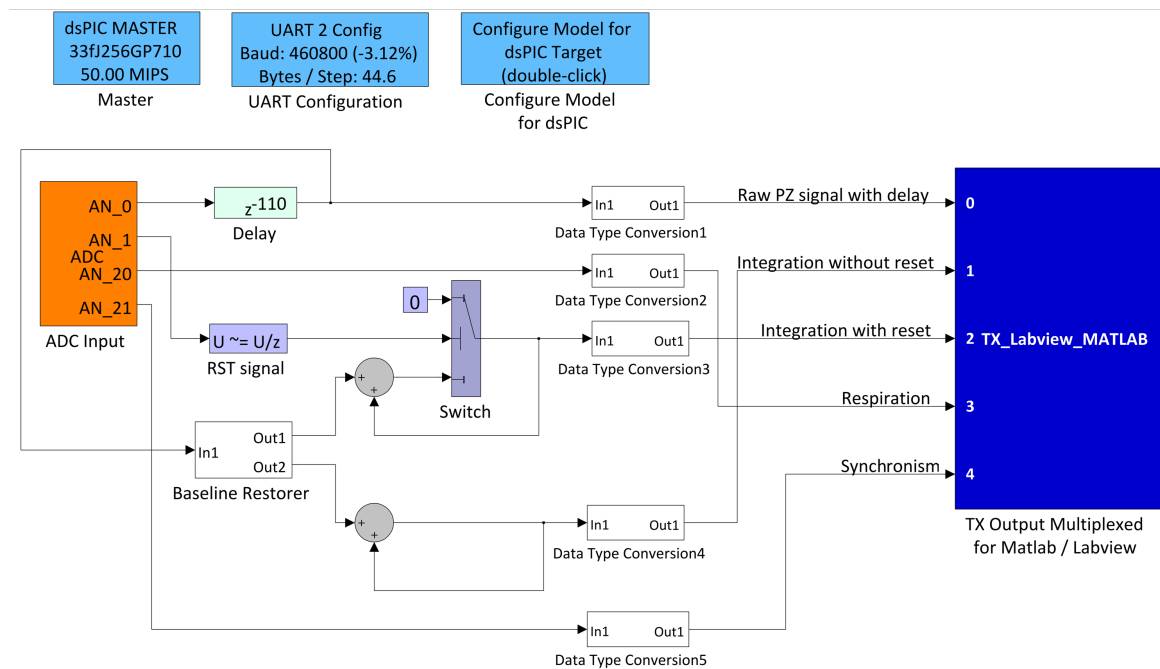 dsPIC MASTER
33fJ256GP710
50.00 MIPS
Master
UART 2 Config
Baud: 460800 (-3.12%)
Bytes / Step: 44.6
UART Configuration
Configure Model for
dsPIC Target
(double-click)
Configure Model
for dsPIC
AN_0
AN_1
ADC
AN_20
AN_21
ADC Input
z-110
Delay
U ~= U/z
RST signal
0
Switch
+
+
In1
Out1
Out2
Baseline Restorer
+
+
In1 Out1
Data Type Conversion1
In1 Out1
Data Type Conversion2
In1 Out1
Data Type Conversion3
In1 Out1
Data Type Conversion4
In1 Out1
Data Type Conversion5
Raw PZ signal with delay
Integration without reset
Integration with reset
Respiration
Synchronism
0
1
2 TX_Labview_MATLAB
3
4
TX Output Multiplexed
for Matlab / Labview